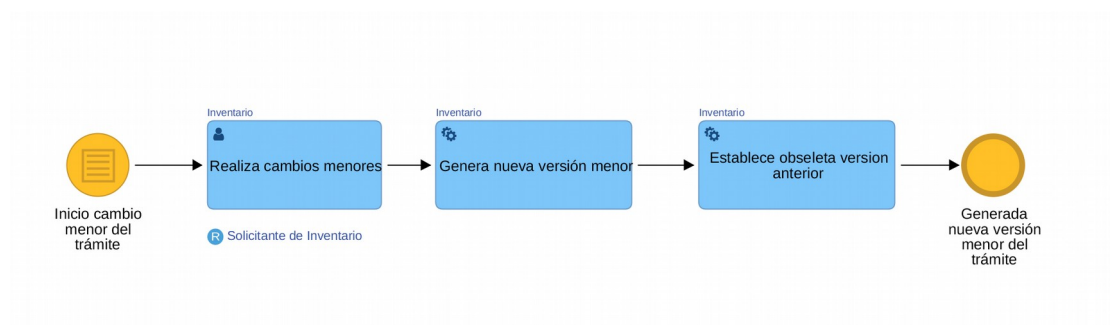 Inventario
Inventario
Inventario
Realiza cambios menores
Genera nueva versión menor
Establece obseleta version
anterior
Inicio cambio
menor del
trámite
R Solicitante de Inventario
Generada
nueva versión
menor del
trámite